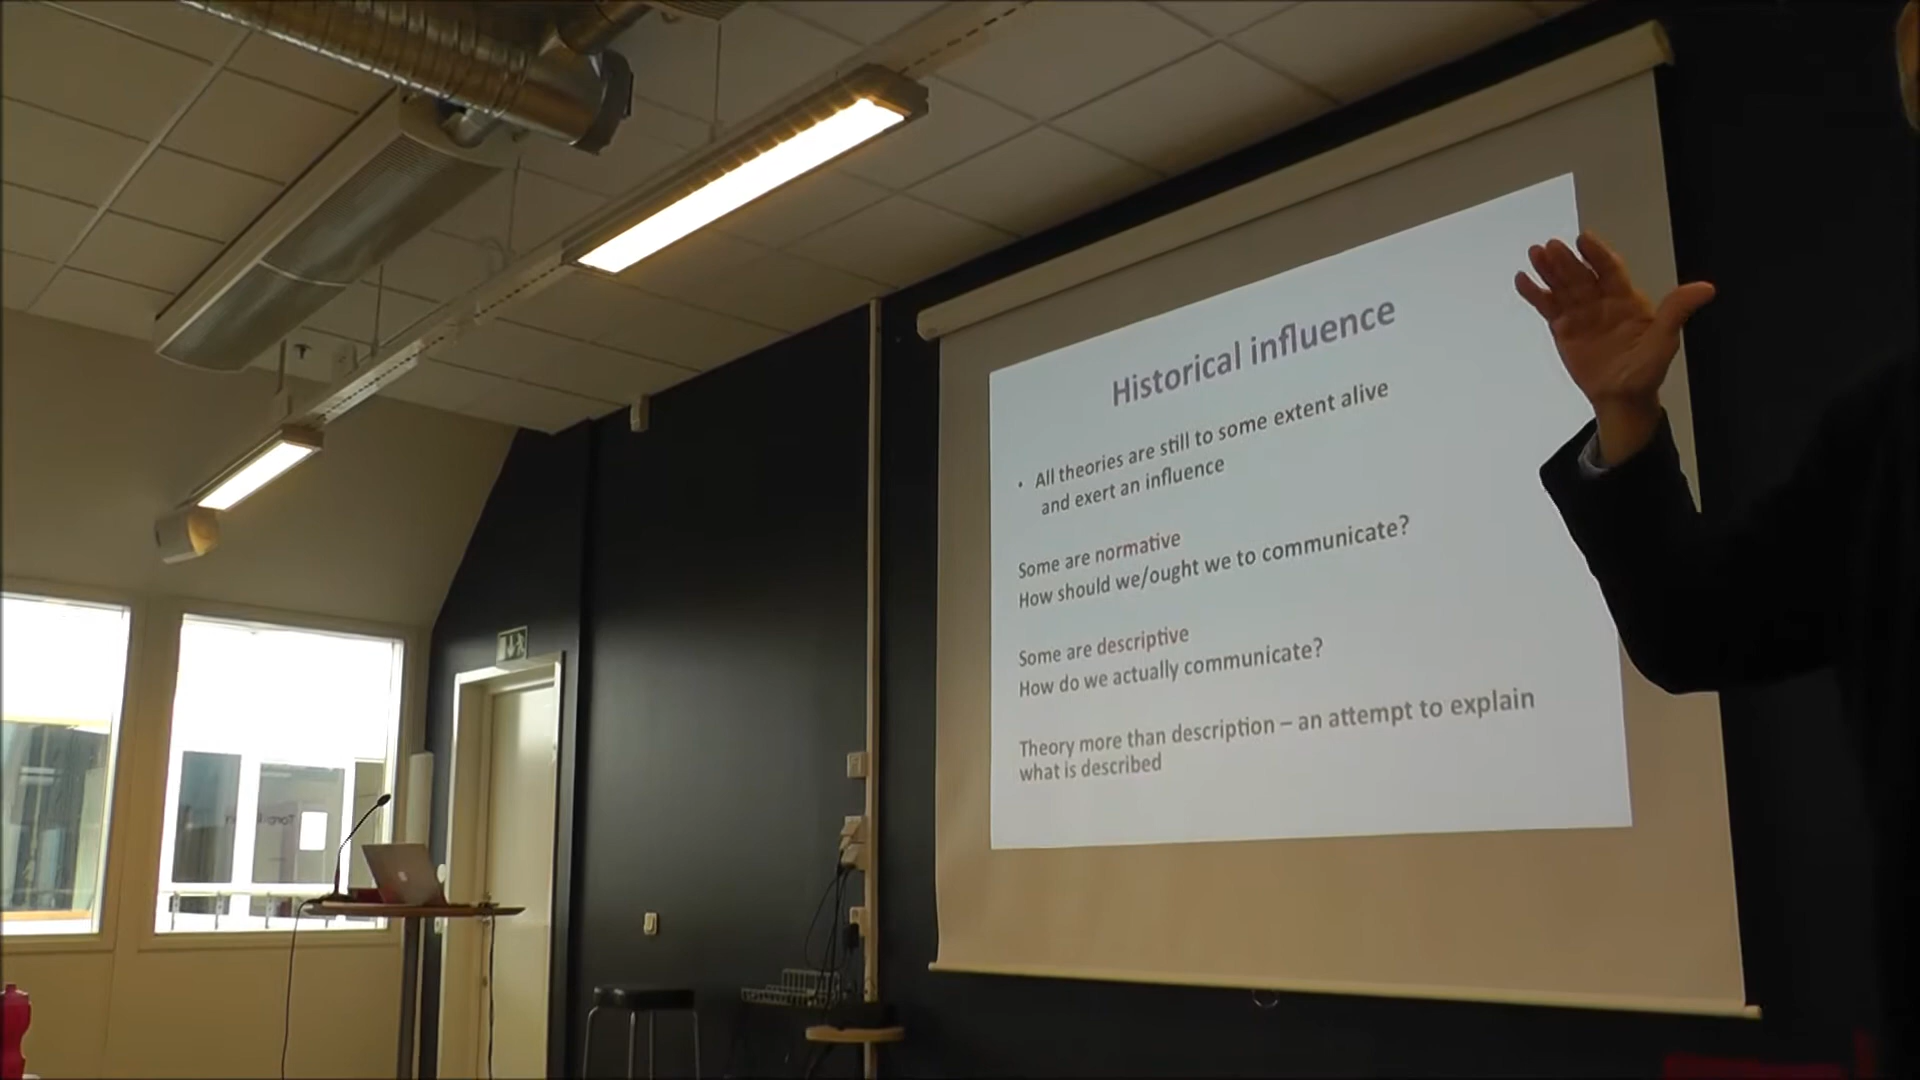 Historical influence
• All theories are still to some extent alive
and exert an influence
Some are normative
How should we/ought we to communicate?
Some are descriptive
How do we actually communicate?
Theory more than description – an attempt to explain
what is described